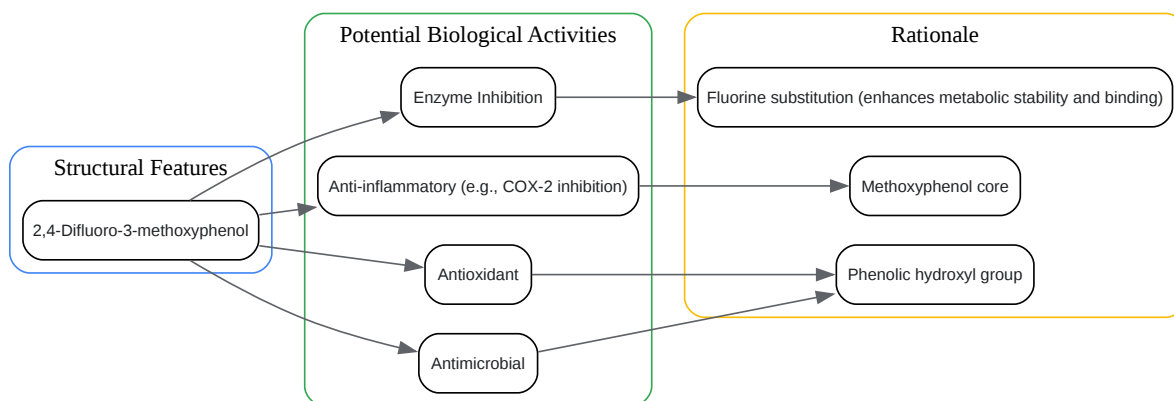 Potential Biological Activities
Rationale
Enzyme Inhibition
Fluorine substitution (enhances metabolic stability and binding)
Structural Features
Anti-inflammatory (e.g., COX-2 inhibition)
Methoxyphenol core
2,4-Difluoro-3-methoxyphenol
Antioxidant
Phenolic hydroxyl group
Antimicrobial